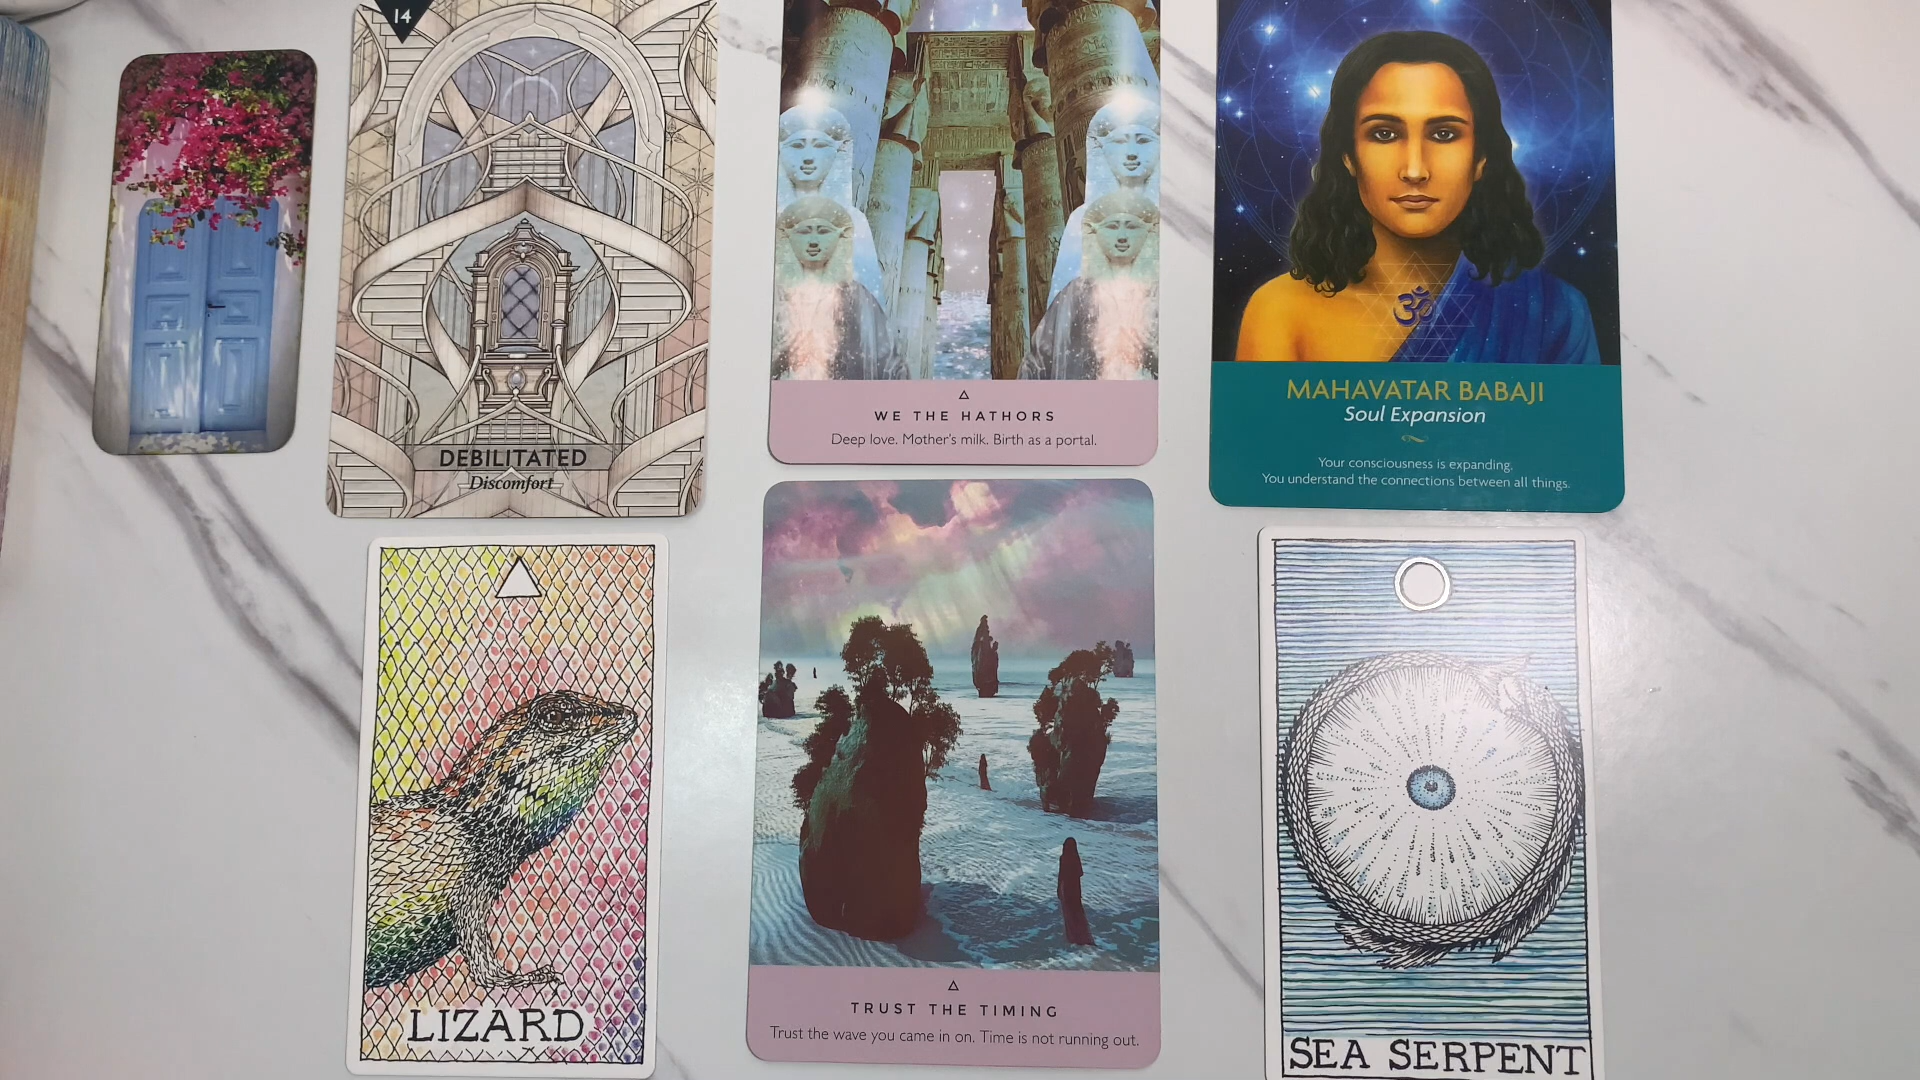 14
DEBILITATED
Discomfort
WE THE HATHORS
Deep love. Mother's milk. Birth as a portal.
MAHAVATAR BABAJI
Soul Expansion
Your consciousness is expanding.
You understand the connections between all things.
ॐ
LIZARD
TRUST THE TIMING
Trust the wave you came in on. Time is not running out.
SEA SERPENT